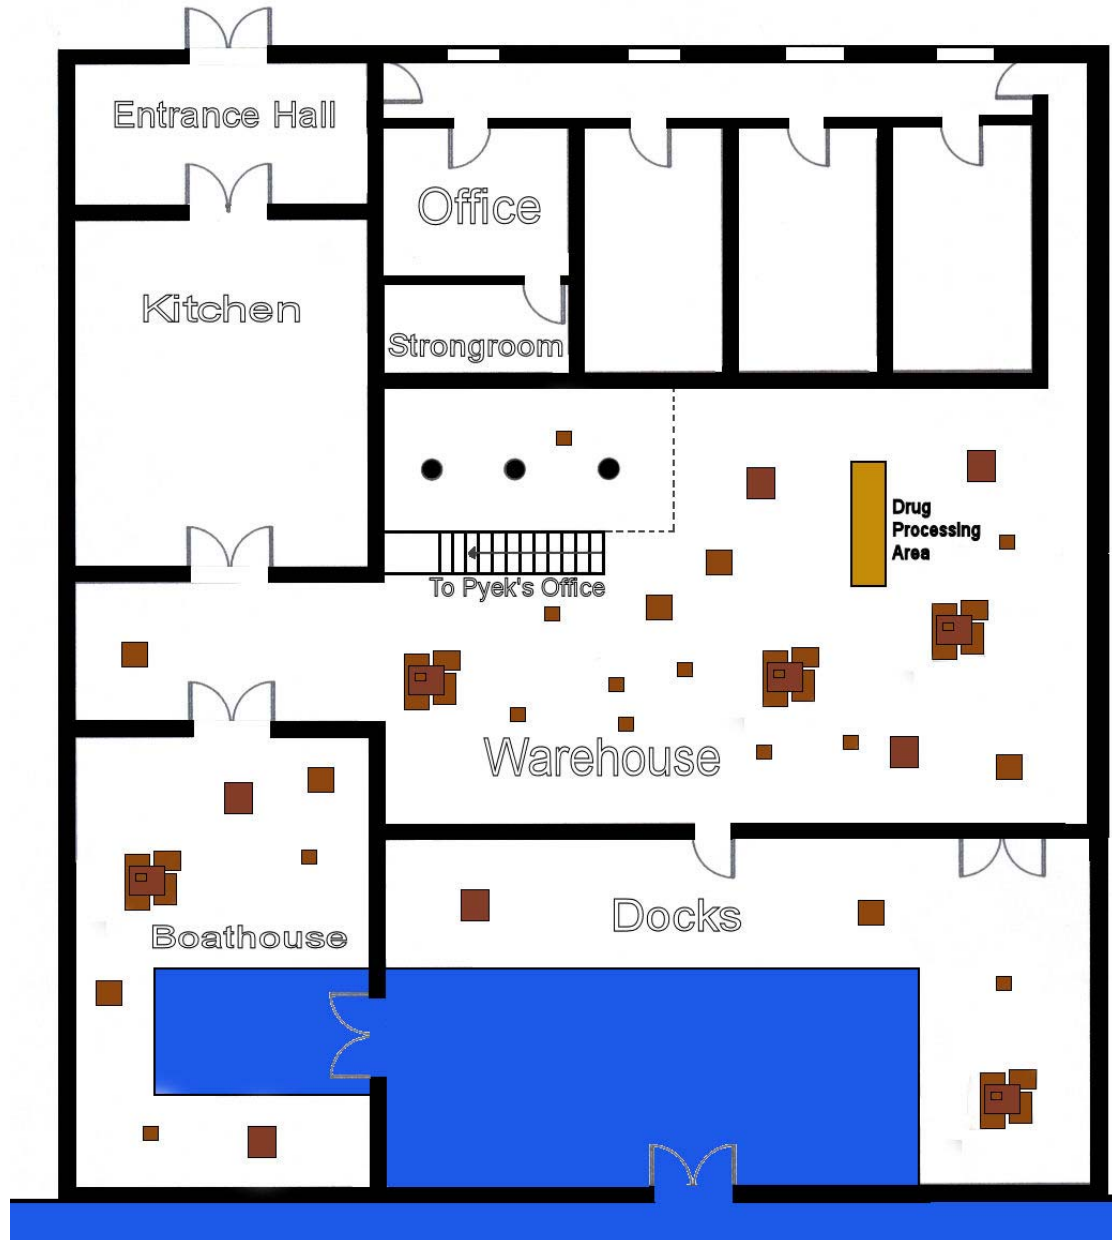 Entrance Hall
Office
Kitchen
Strongroom
Drug
Processing
Area
To Pyek's Office
Warehouse
Docks
Boathouse